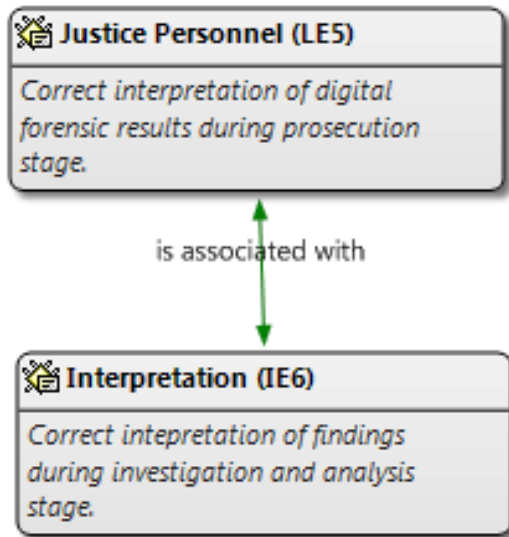 Justice Personnel (LE5)
Correct interpretation of digital
forensic results during prosecution
stage.
is associated with
Interpretation (IE6)
Correct intepretation of findings
during investigation and analysis
stage.